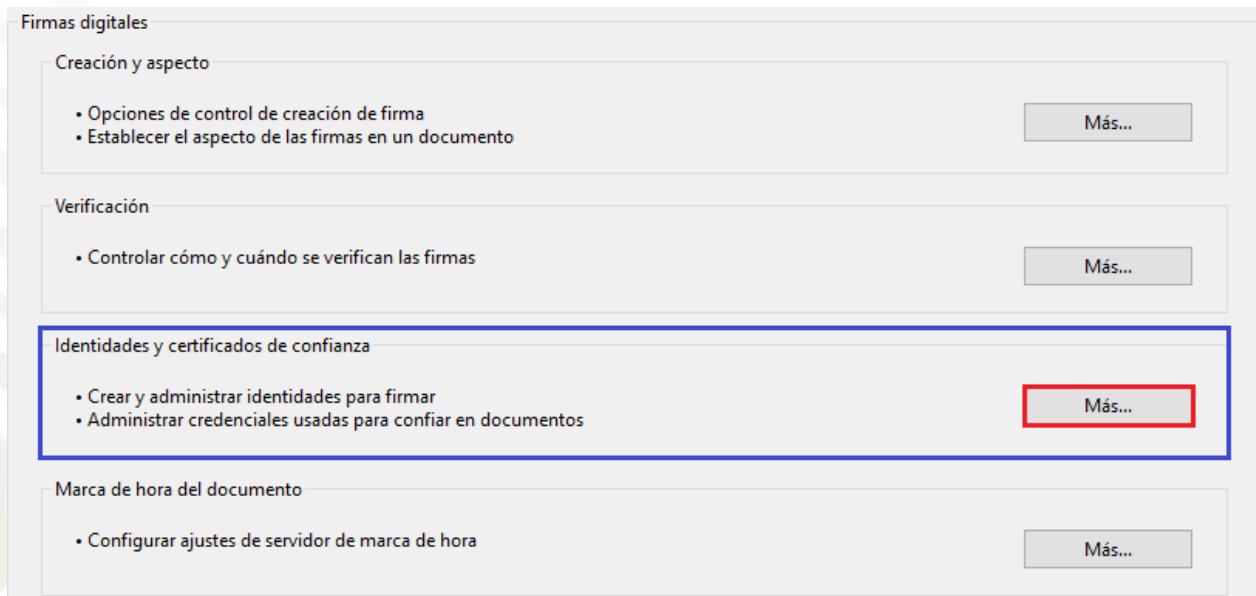 Firmas digitales
Creación y aspecto
• Opciones de control de creación de firma
• Establecer el aspecto de las firmas en un documento
Más...
Verificación
• Controlar cómo y cuándo se verifican las firmas
Más...
Identidades y certificados de confianza
• Crear y administrar identidades para firmar
• Administrar credenciales usadas para confiar en documentos
Más...
Marca de hora del documento
• Configurar ajustes de servidor de marca de hora
Más...